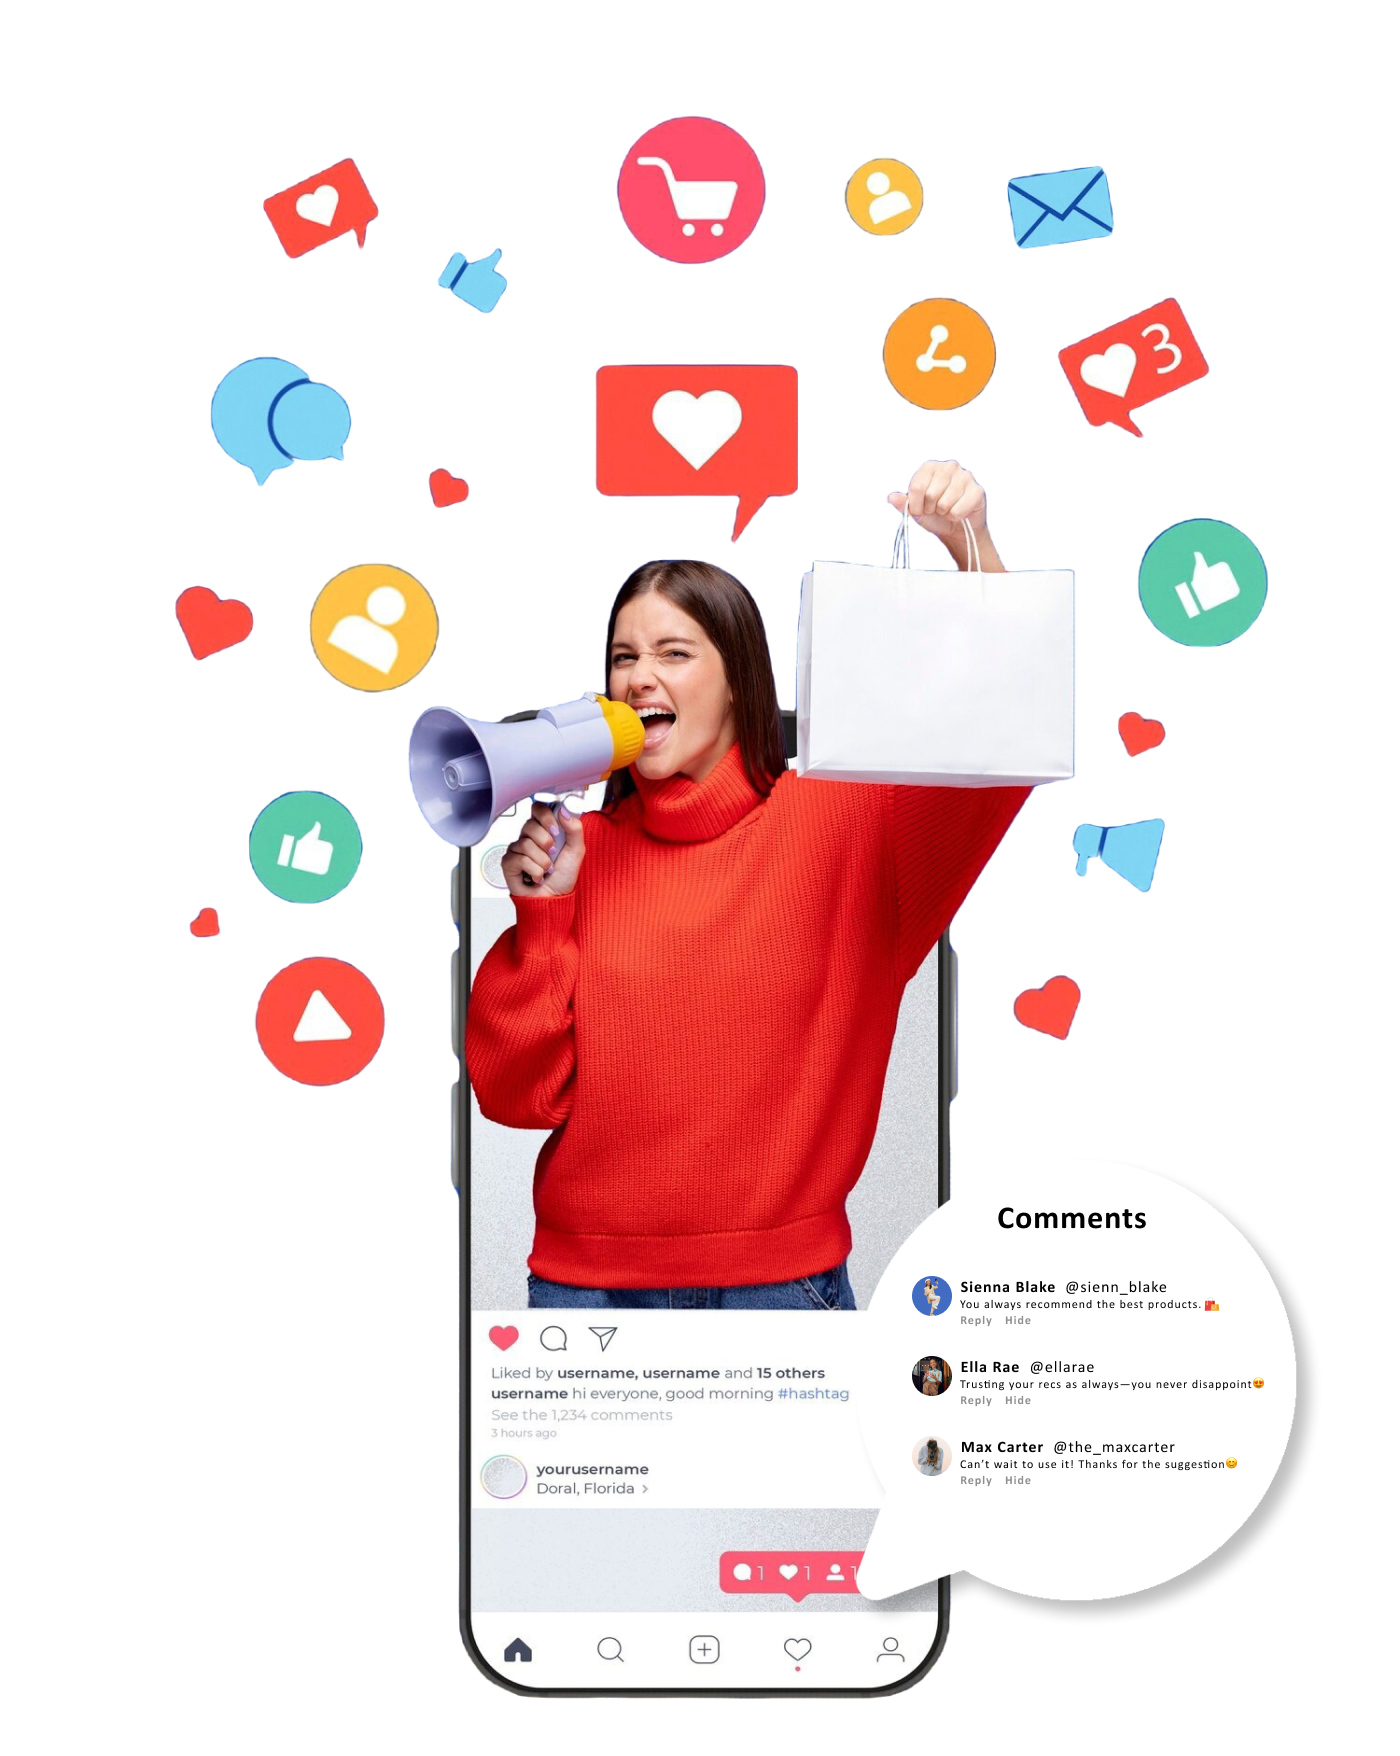 3
Comments
Sienna Blake @sienn_blake
You always recommend the best products. 🛍️
Reply Hide
Ella Rae @ellarae
Trusting your recs as always—you never disappoint😍
Reply Hide
Max Carter @the_maxcarter
Can't wait to use it! Thanks for the suggestion😊
Reply Hide
Liked by username, username and 15 others
username hi everyone, good morning #hashtag
See the 1,234 comments
3 hours ago
yourusername
Doral, Florida >
1 1 1